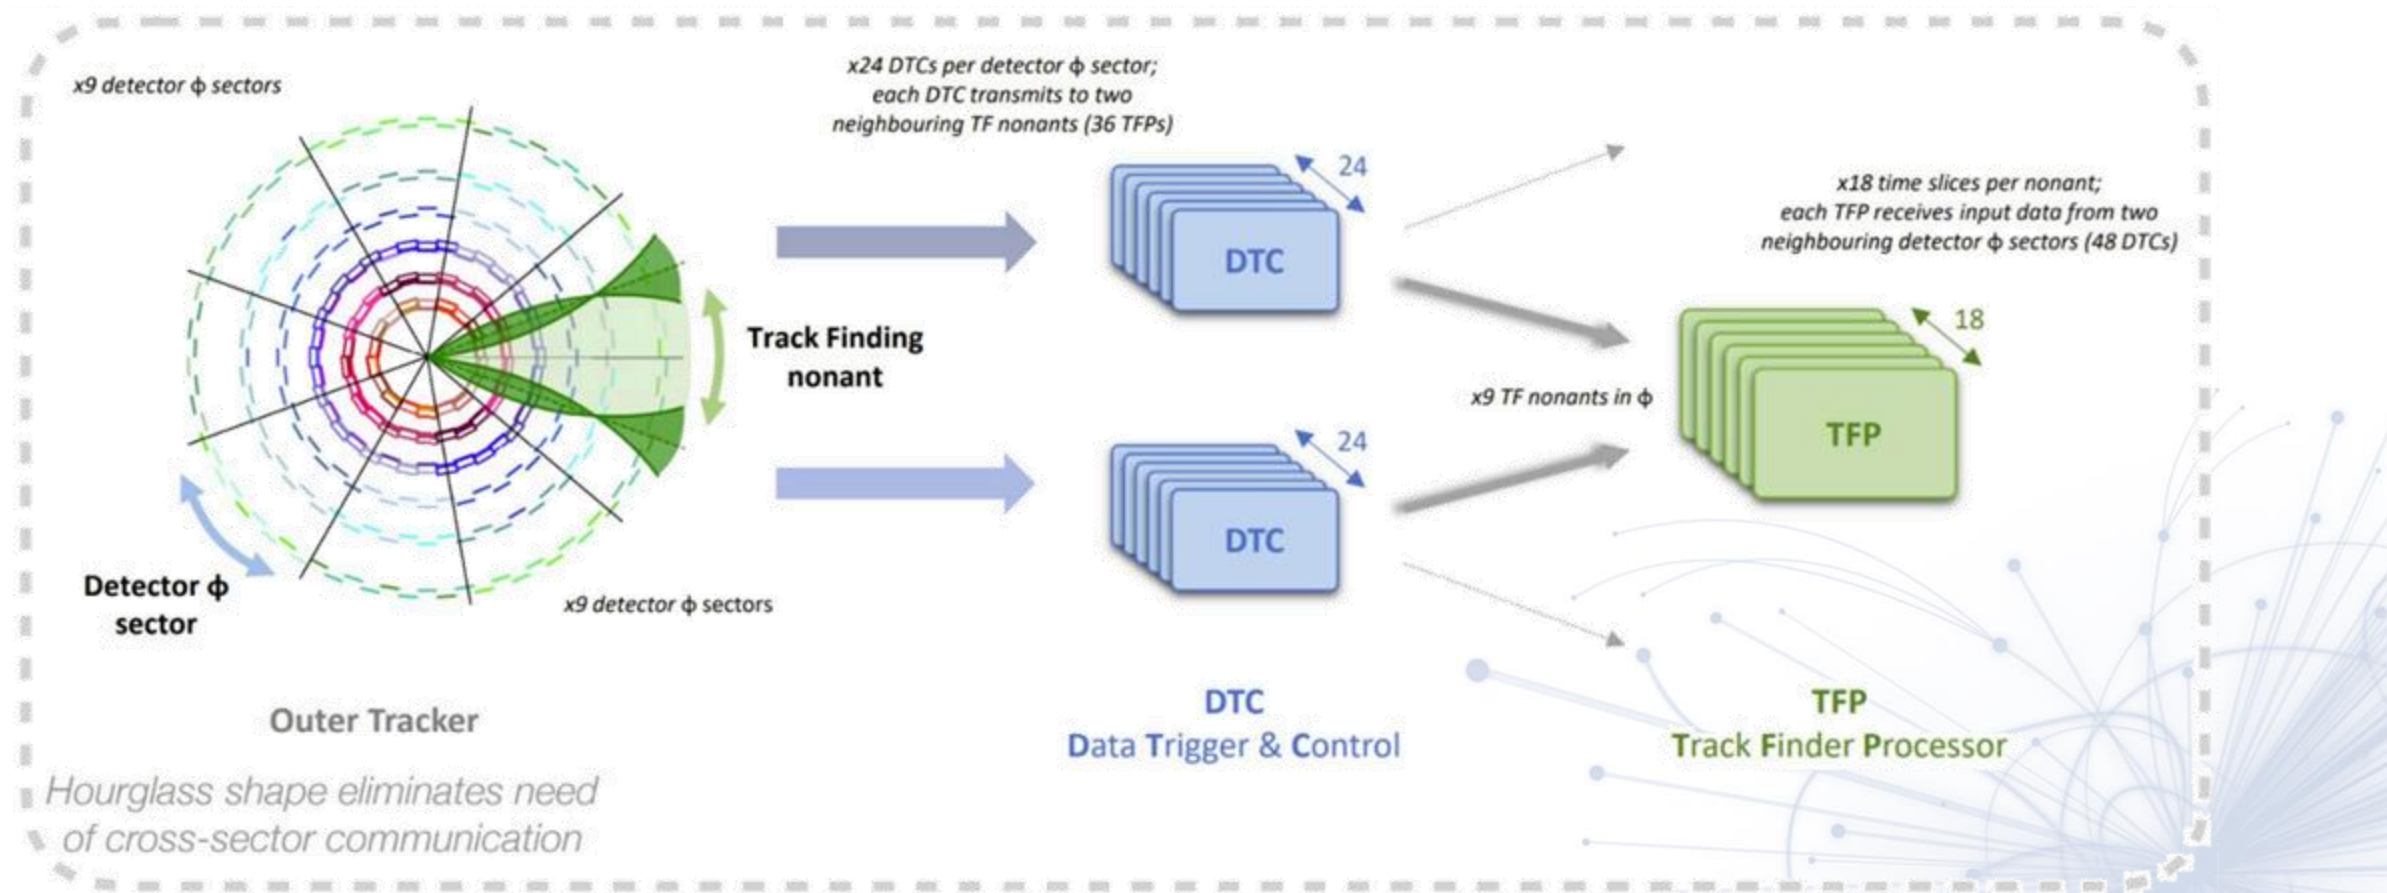 x9 detector ϕ sectors
x24 DTCs per detector ϕ sector;
each DTC transmits to two
neighbouring TF nonants (36 TFPs)
24
DTC
x18 time slices per nonant;
each TFP receives input data from two
neighbouring detector ϕ sectors (48 DTCs)
18
TFP
Track Finding
nonant
x9 TF nonants in ϕ
24
DTC
Detector ϕ
sector
x9 detector ϕ sectors
Outer Tracker
DTC
Data Trigger & Control
TFP
Track Finder Processor
Hourglass shape eliminates need
of cross-sector communication